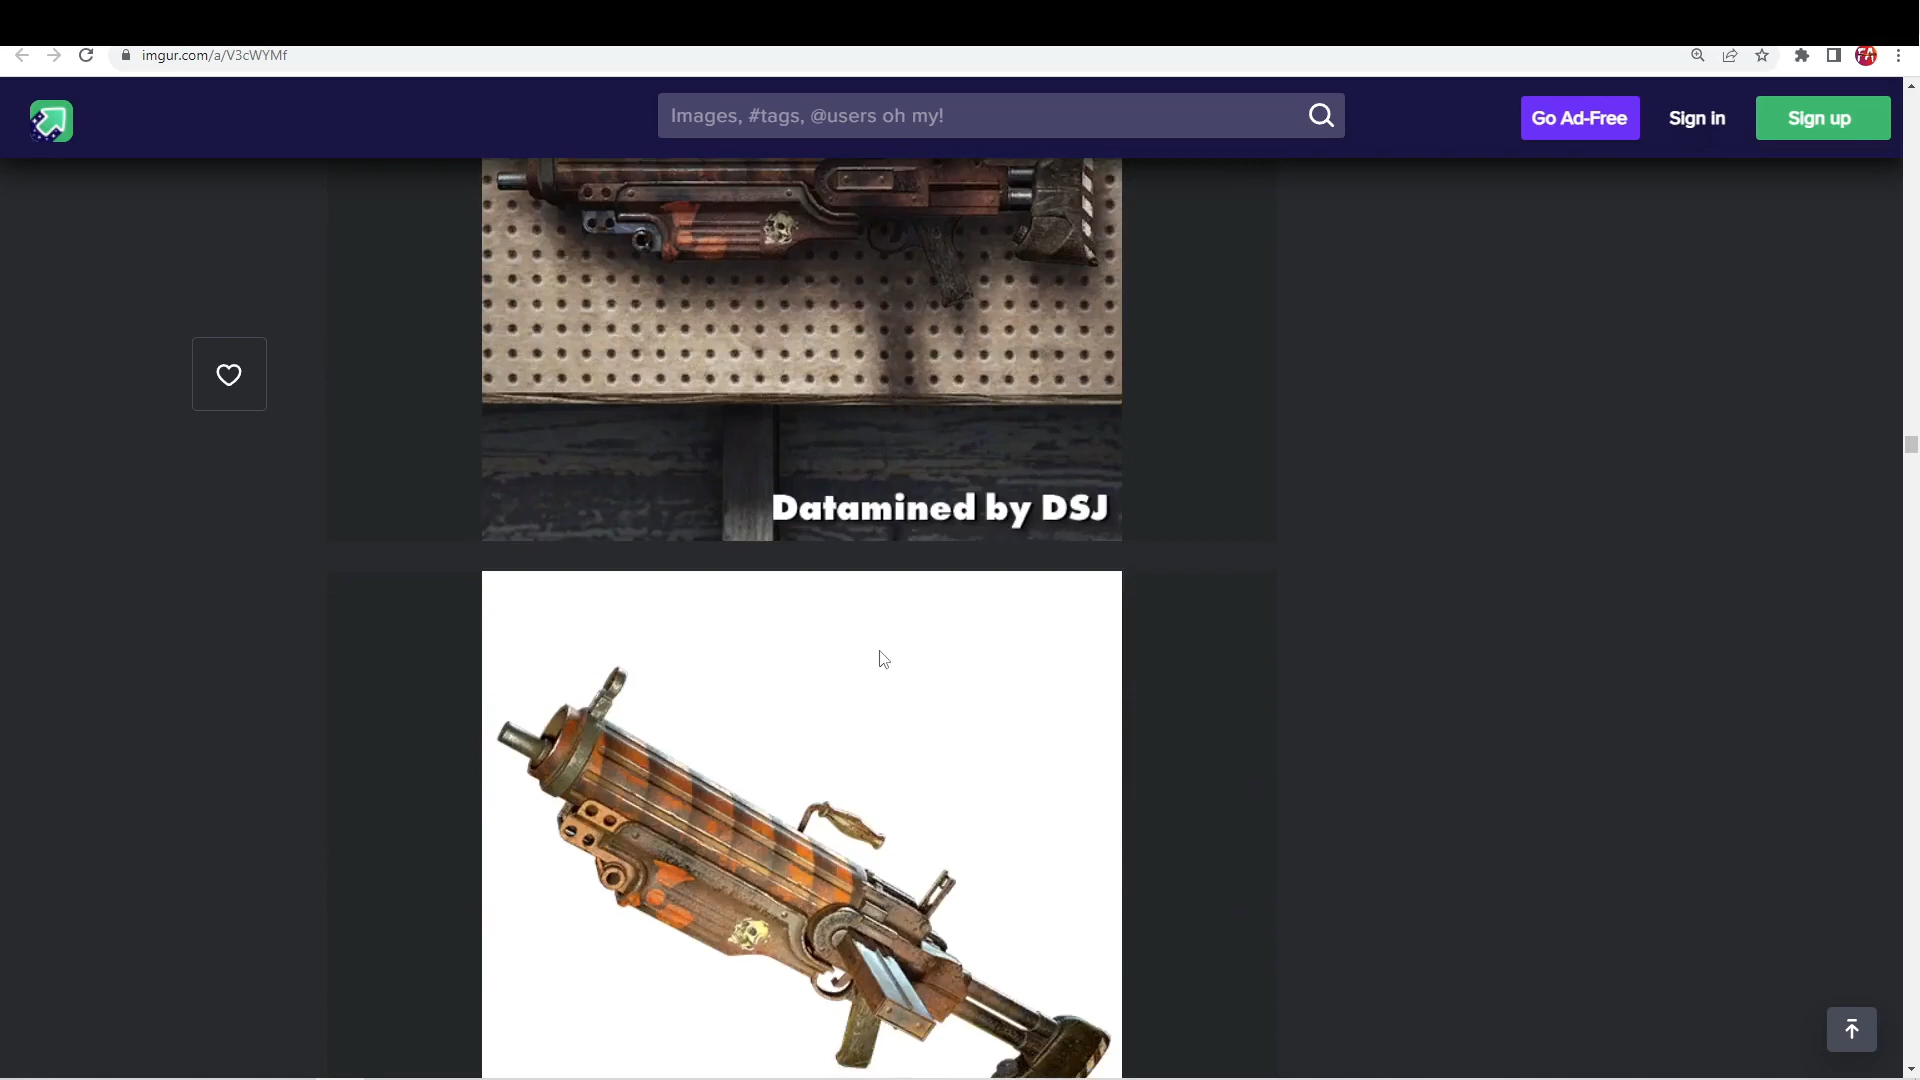 imgur.com/a/V3cWYMf
Images, #tags, @users oh my!
Go Ad-Free
Sign in
Sign up
Datamined by DSJ